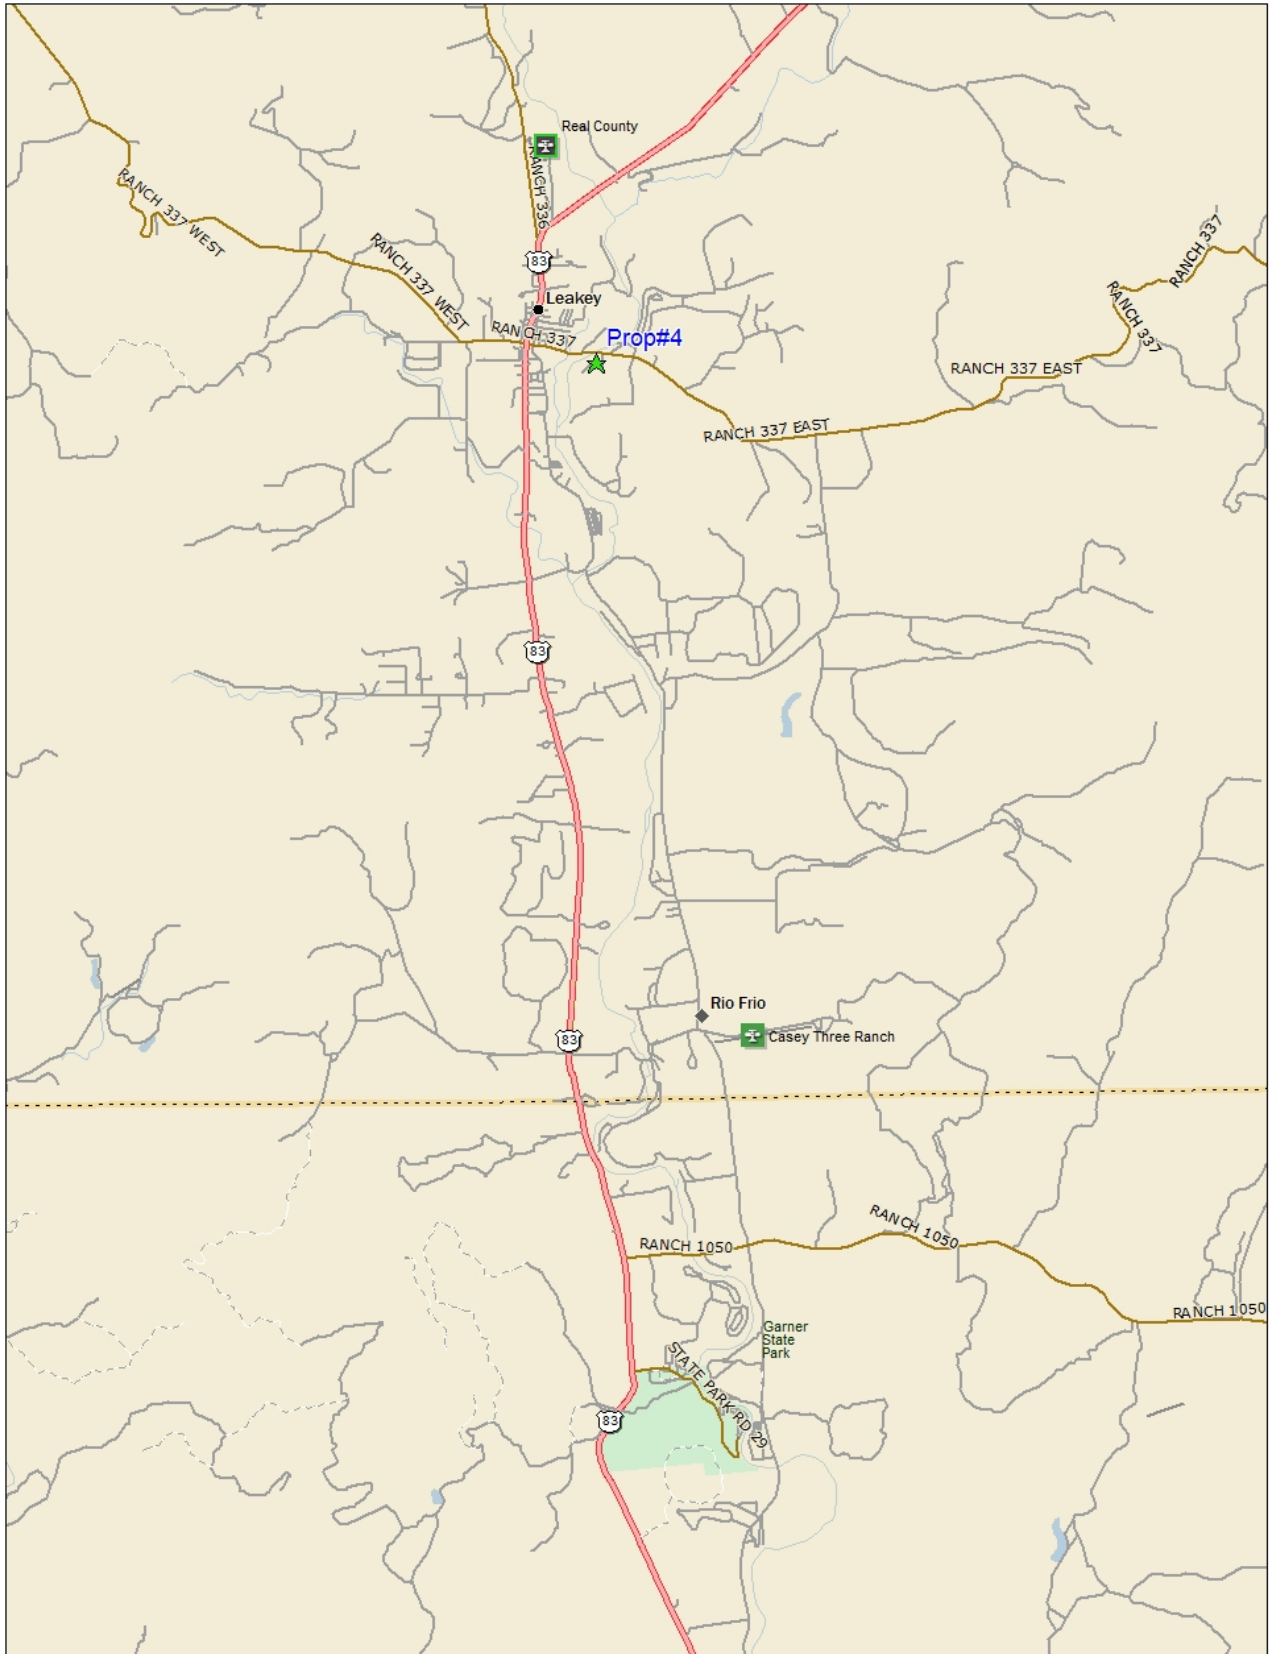 Real County
RANCH 336
RANCH 337 WEST
RANCH 337
RANCH 337 WEST
83
Leakey
RANCH 337
RANCH 337
Prop#4
RANCH 337 EAST
RANCH 337 EAST
83
Rio Frio
Casey Three Ranch
83
RANCH 1050
RANCH 1050
RANCH 1050
Garner
State
Park
STATE PARK RD 29
83